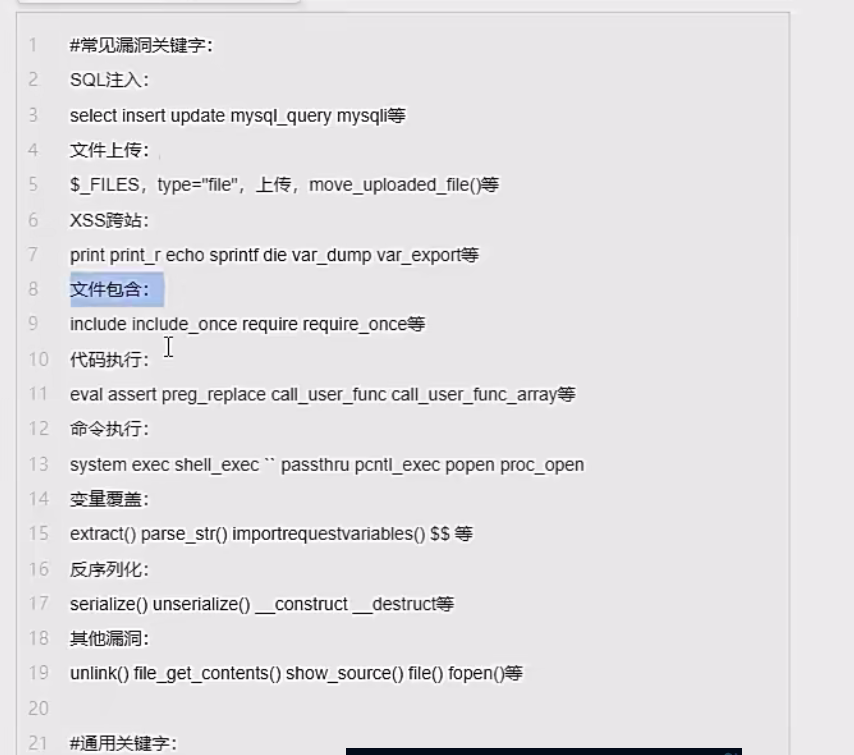 1 #常见漏洞关键字：
2 SQL注入：
3 select insert update mysql_query mysqli等
4 文件上传：
5 $_FILES，type="file"，上传，move_uploaded_file()等
6 XSS跨站：
7 print print_r echo sprintf die var_dump var_export等
8 文件包含：
9 include include_once require require_once等
10 代码执行：
11 eval assert preg_replace call_user_func call_user_func_array等
12 命令执行：
13 system exec shell_exec `` passthru pcntl_exec popen proc_open
14 变量覆盖：
15 extract() parse_str() importrequestvariables() $$ 等
16 反序列化：
17 serialize() unserialize() __construct __destruct等
18 其他漏洞：
19 unlink() file_get_contents() show_source() file() fopen()等
20
21 #通用关键字：